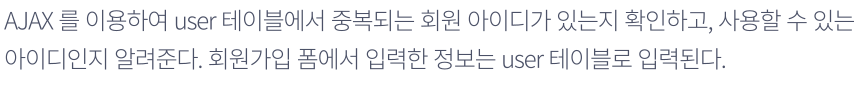 AJAX 를 이용하여 user 테이블에서 중복되는 회원 아이디가 있는지 확인하고, 사용할 수 있는
아이디인지 알려준다. 회원가입 폼에서 입력한 정보는 user 테이블로 입력된다.